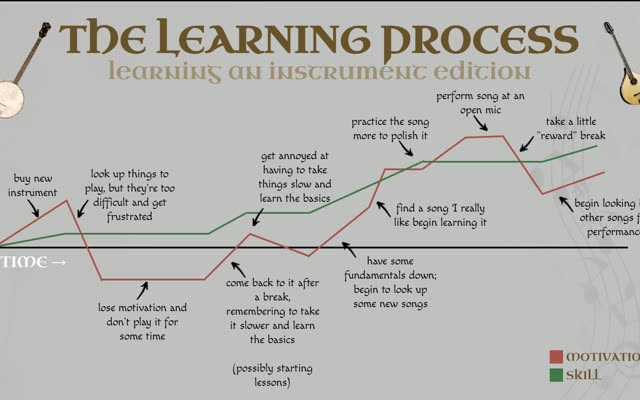 The Learning Process
learning an instrument edition
perform song at an
open mic
practice the song
more to polish it
take a little
"reward" break
get annoyed at
having to take
things slow and
learn the basics
look up things to
play, but they're too
difficult and get
frustrated
buy new
instrument
find a song I really
like begin learning it
begin looking
other songs
performance
TIME →
have some
fundamentals down;
begin to look up
some new songs
come back to it after
a break,
remembering to take
it slower and learn
the basics
(possibly starting
lessons)
lose motivation and
don't play it for
some time
MOTIVATIO
SKILL